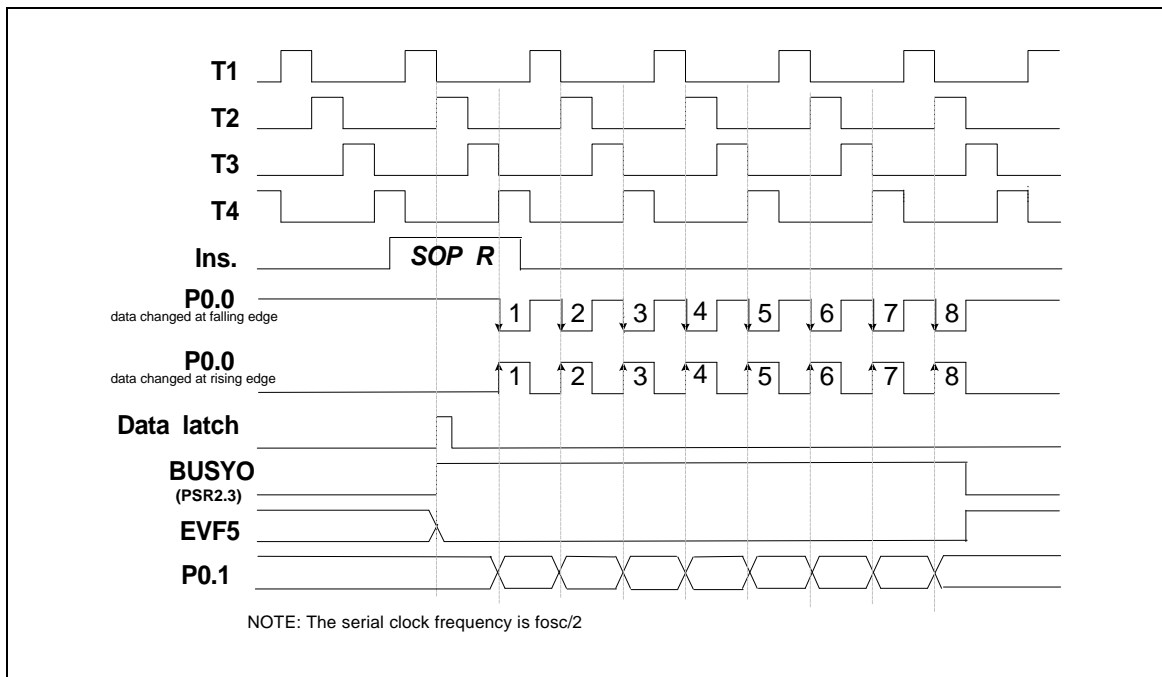 T1
T2
T3
T4
Ins.
SOP R
P0.0
data changed at falling edge
1 2 3 4 5 6 7 8
P0.0
data changed at rising edge
1 2 3 4 5 6 7 8
Data latch
BUSYO
(PSR2.3)
EVF5
P0.1
NOTE: The serial clock frequency is fosc/2